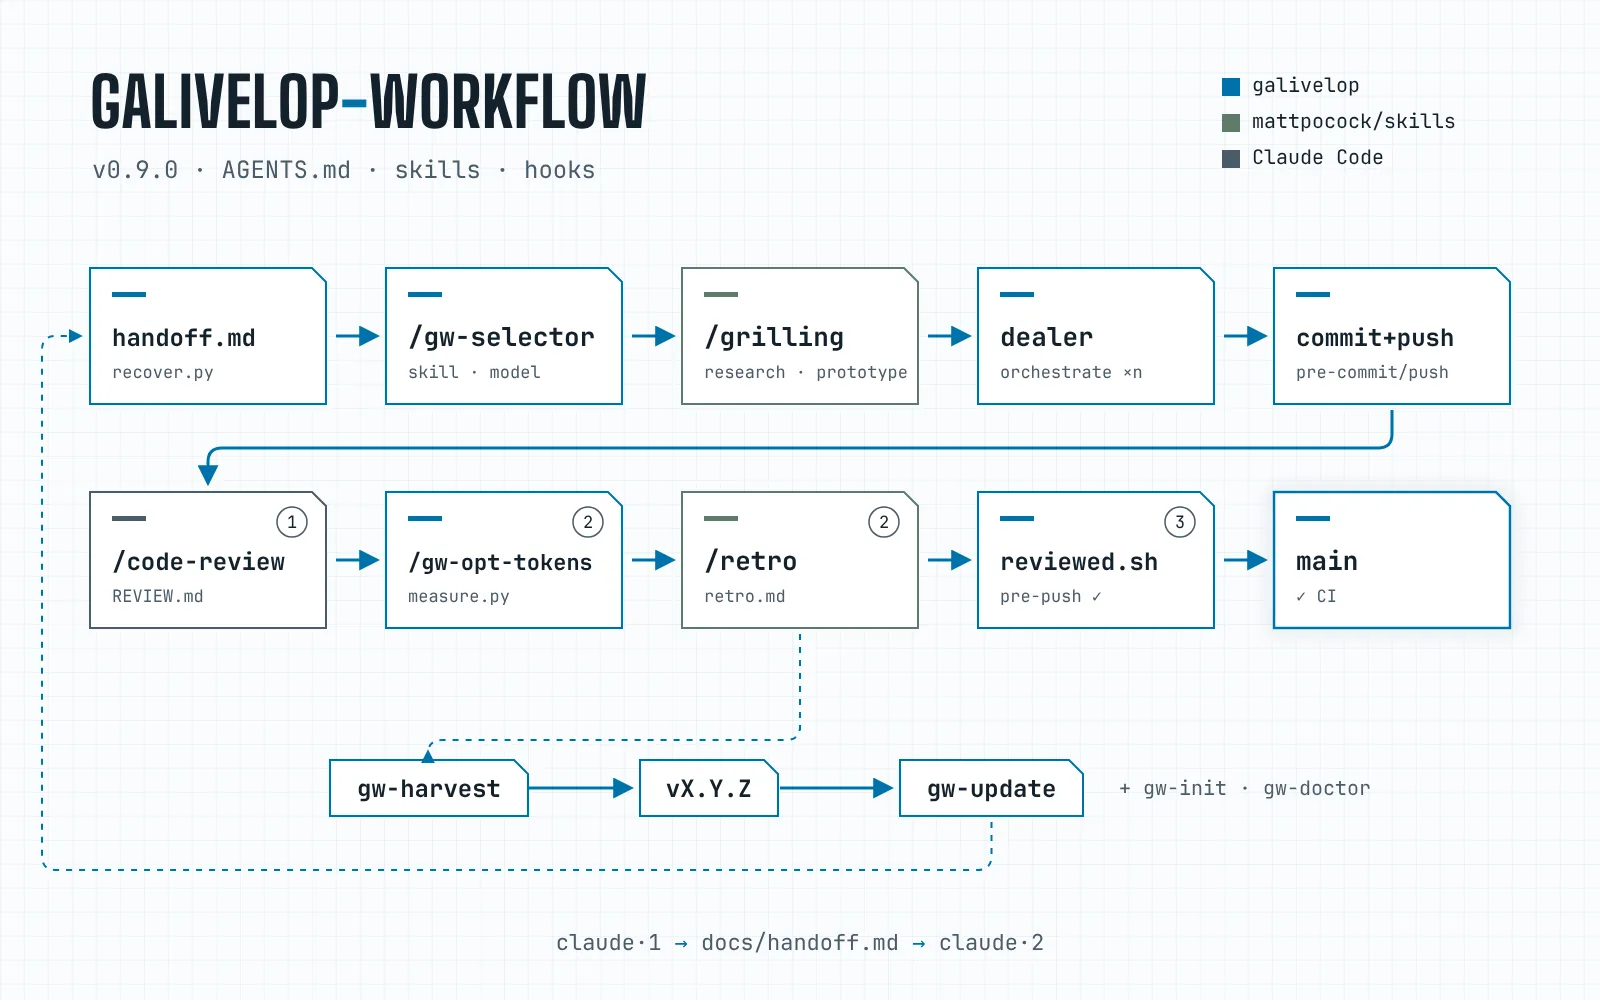 GALIVELOP-WORKFLOW
v0.9.0 · AGENTS.md · skills · hooks
galivelop
mattpocock/skills
Claude Code
handoff.md
recover.py
/gw-selector
skill · model
/grilling
research · prototype
dealer
orchestrate ×n
commit+push
pre-commit/push
1
/code-review
REVIEW.md
2
/gw-opt-tokens
measure.py
2
/retro
retro.md
3
reviewed.sh
pre-push ✓
main
✓ CI
gw-harvest
vX.Y.Z
gw-update
+ gw-init · gw-doctor
claude·1 → docs/handoff.md → claude·2